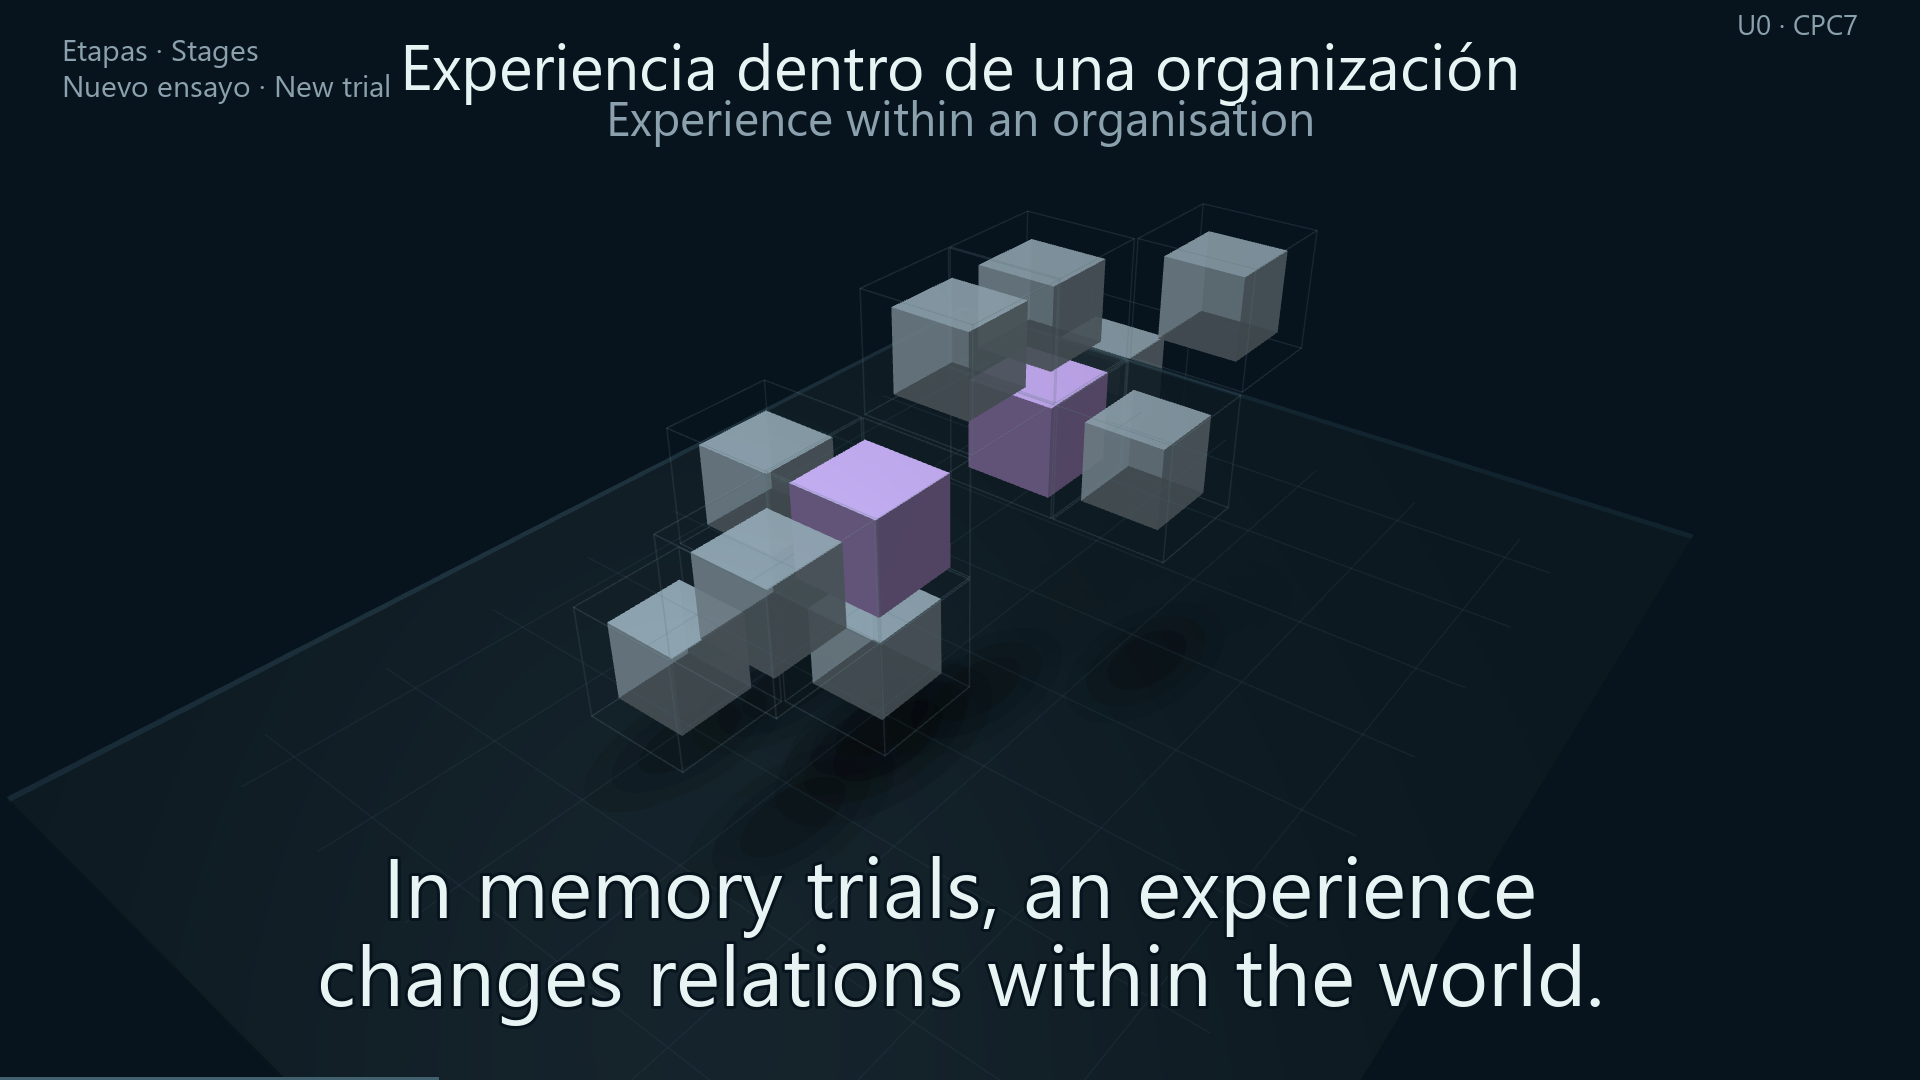 Etapas · Stages
Nuevo ensayo · New trial
Experiencia dentro de una organización
Experience within an organisation
U0 · CPC7
In memory trials, an experience
changes relations within the world.